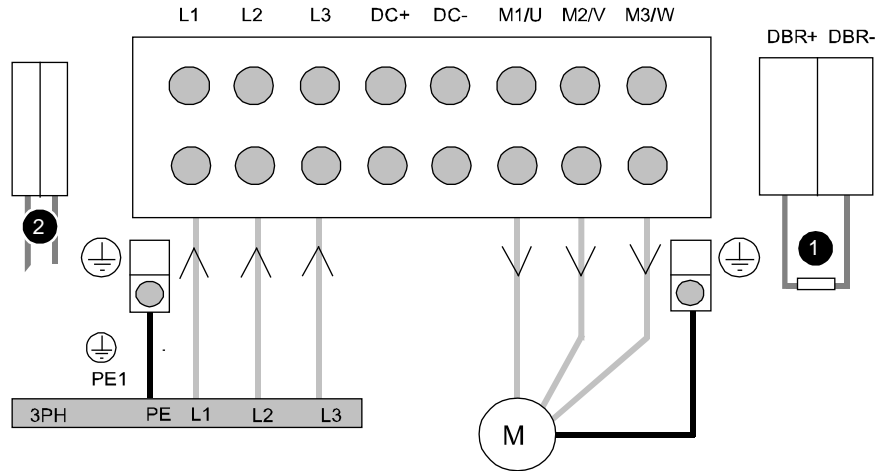 L1 L2 L3 DC+ DC- M1/U M2/V M3/W
DBR+ DBR-
2
1
PE1
3PH PE L1 L2 L3
M